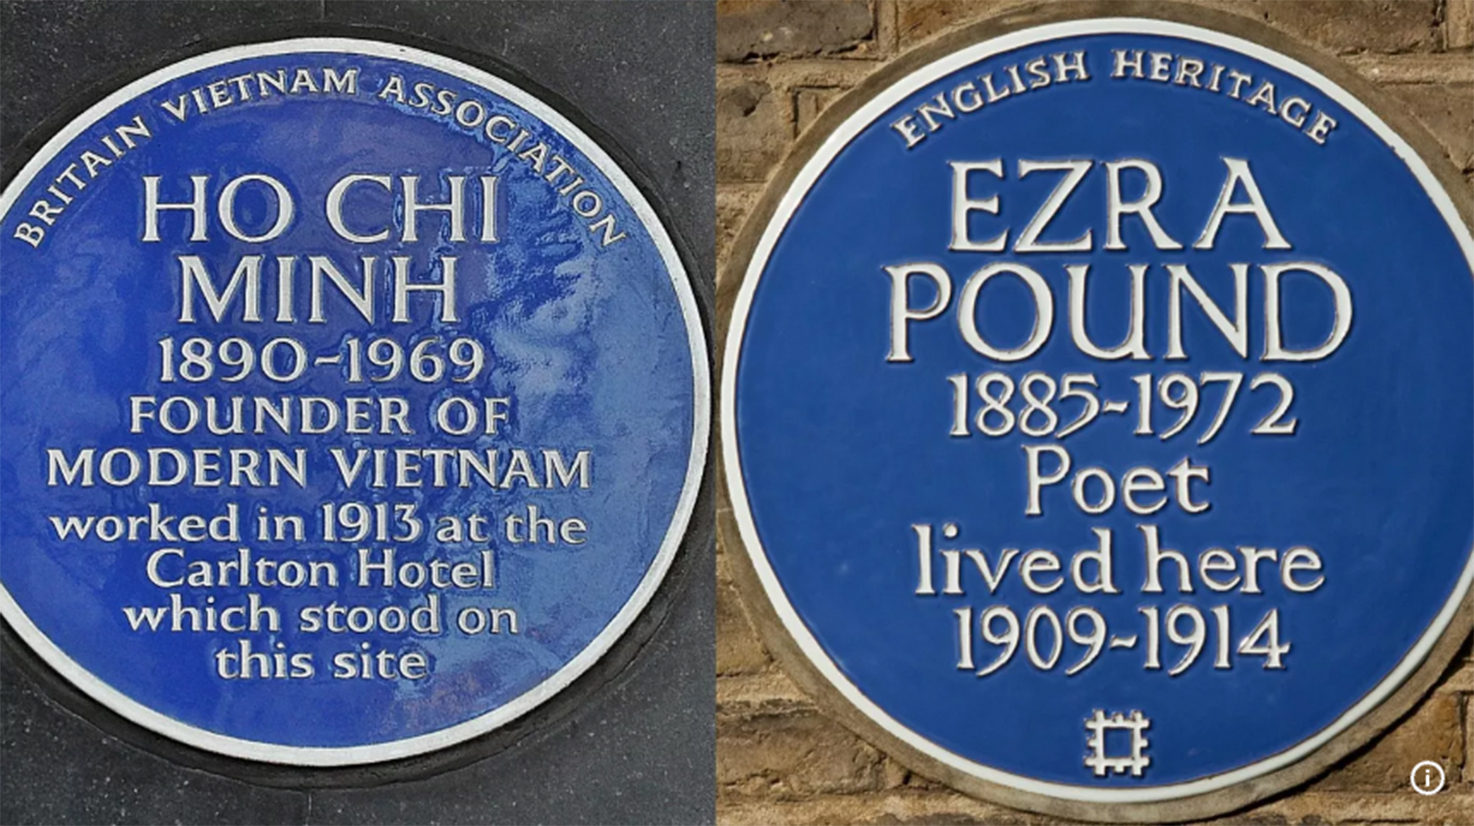 BRITAIN VIETNAM ASSOCIATION
HO CHI
MINH
1890-1969
FOUNDER OF
MODERN VIETNAM
worked in 1913 at the
Carlton Hotel
which stood on
this site
ENGLISH HERITAGE
EZRA
POUND
1885-1972
Poet
lived here
1909-1914